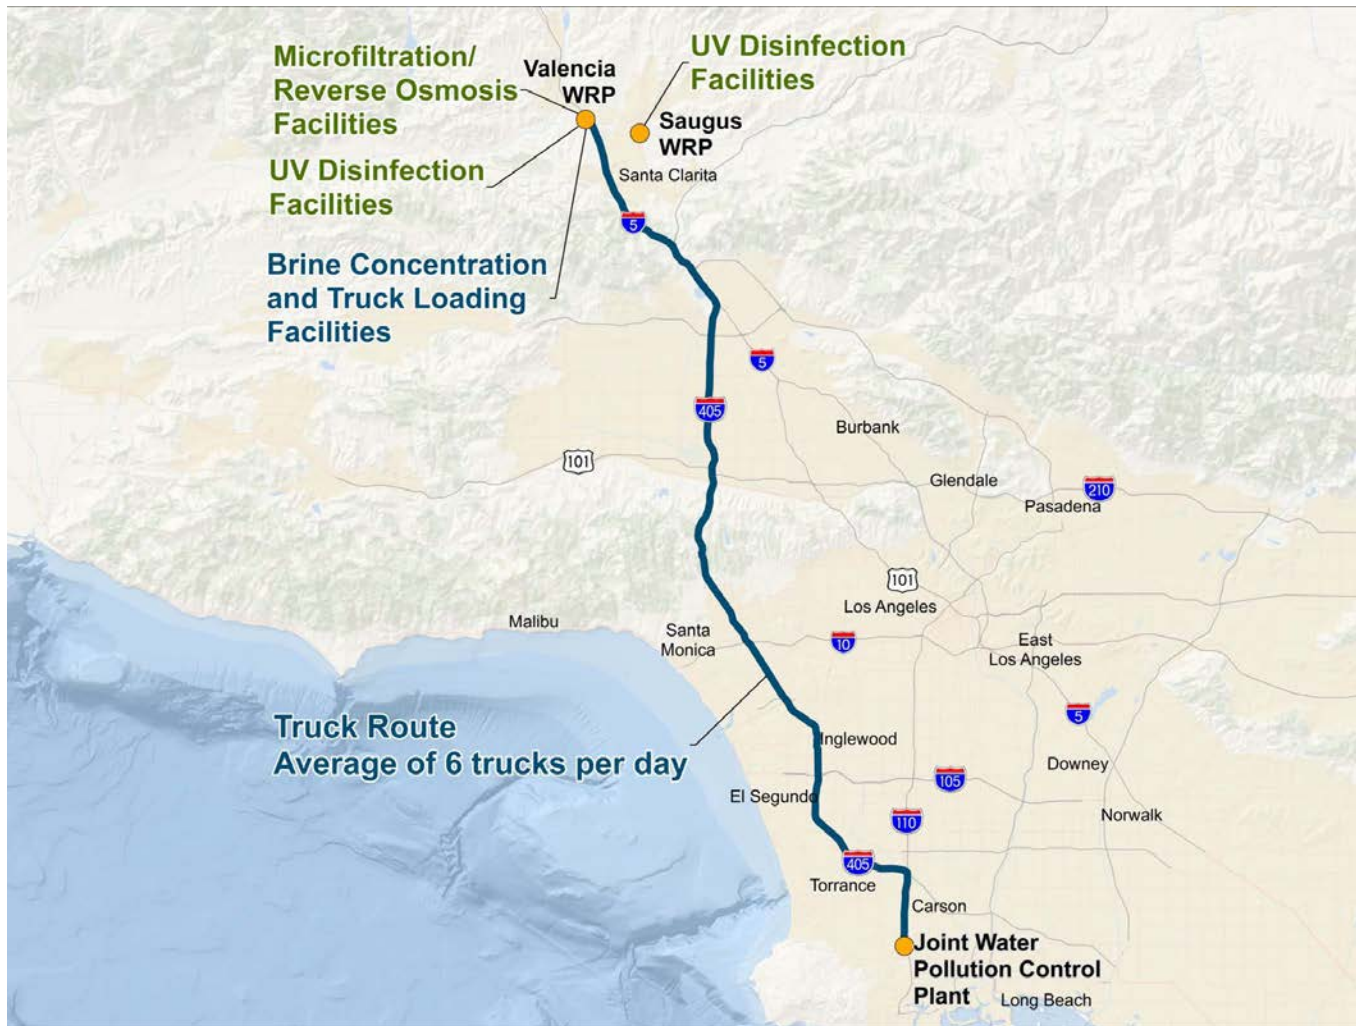 Microfiltration/
Reverse Osmosis
Facilities
Valencia
WRP
UV Disinfection
Facilities
Saugus
WRP
UV Disinfection
Facilities
Santa Clarita
5
Brine Concentration
and Truck Loading
Facilities
5
405
Burbank
101
Glendale
210
Pasadena
101
Los Angeles
Malibu
Santa
Monica
10
East
Los Angeles
5
Truck Route
Average of 6 trucks per day
Inglewood
Downey
105
El Segundo
Norwalk
110
405
Torrance
Carson
Joint Water
Pollution Control
Plant
Long Beach